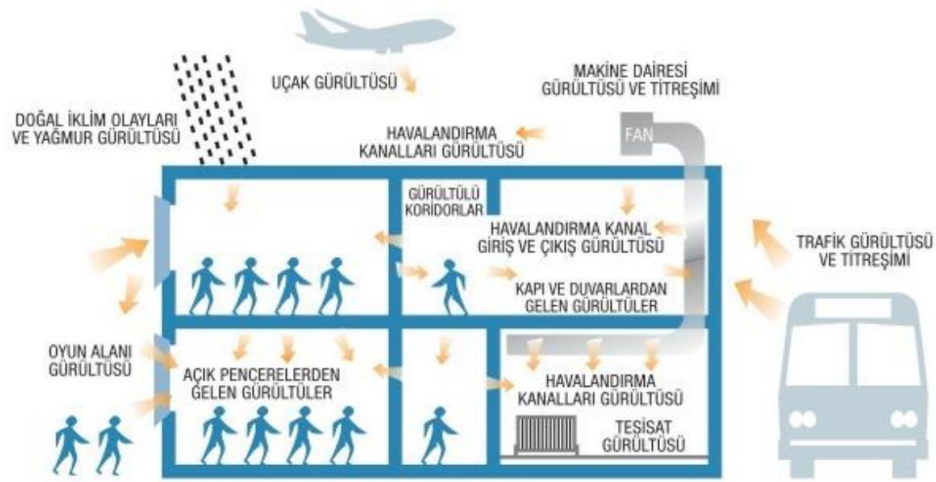 UÇAK GÜRÜLTÜSÜ
MAKİNE DAİRESİ
GÜRÜLTÜSÜ VE TİTREŞİMİ
DOĞAL İKLİM OLAYLARI
VE YAĞMUR GÜRÜLTÜSÜ
HAVALANDIRMA
KANALLARI GÜRÜLTÜSÜ
FAN
GÜRÜLTÜLÜ
KORİDORLAR
HAVALANDIRMA KANAL
GİRİŞ VE ÇIKIŞ GÜRÜLTÜSÜ
TRAFİK GÜRÜLTÜSÜ
VE TİTREŞİMİ
KAPI VE DUVARLARDAN
GELEN GÜRÜLTÜLER
OYUN ALANI
GÜRÜLTÜSÜ
AÇIK PENÇERELERDEN
GELEN GÜRÜLTÜLER
HAVALANDIRMA
KANALLARI GÜRÜLTÜSÜ
TESİSAT
GÜRÜLTÜSÜ